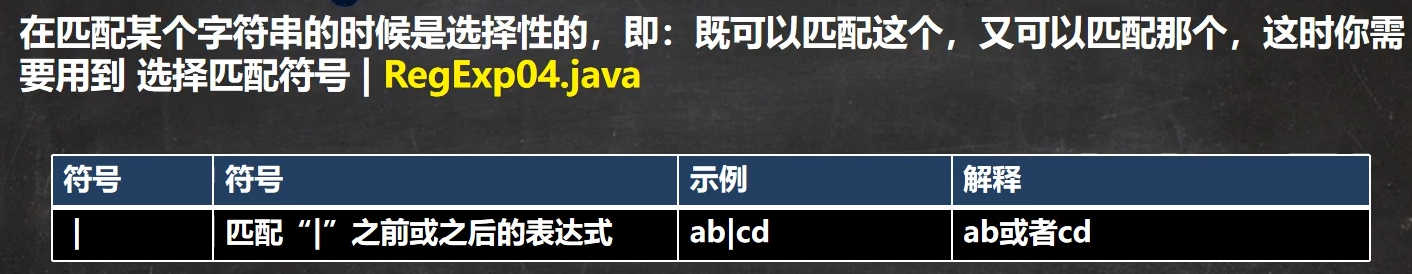 在匹配某个字符串的时候是选择性的，即：既可以匹配这个，又可以匹配那个，这时你需
要用到 选择匹配符号 | RegExp04.java
符号 符号 示例 解释
| 匹配“|”之前或之后的表达式 ab|cd ab或者cd